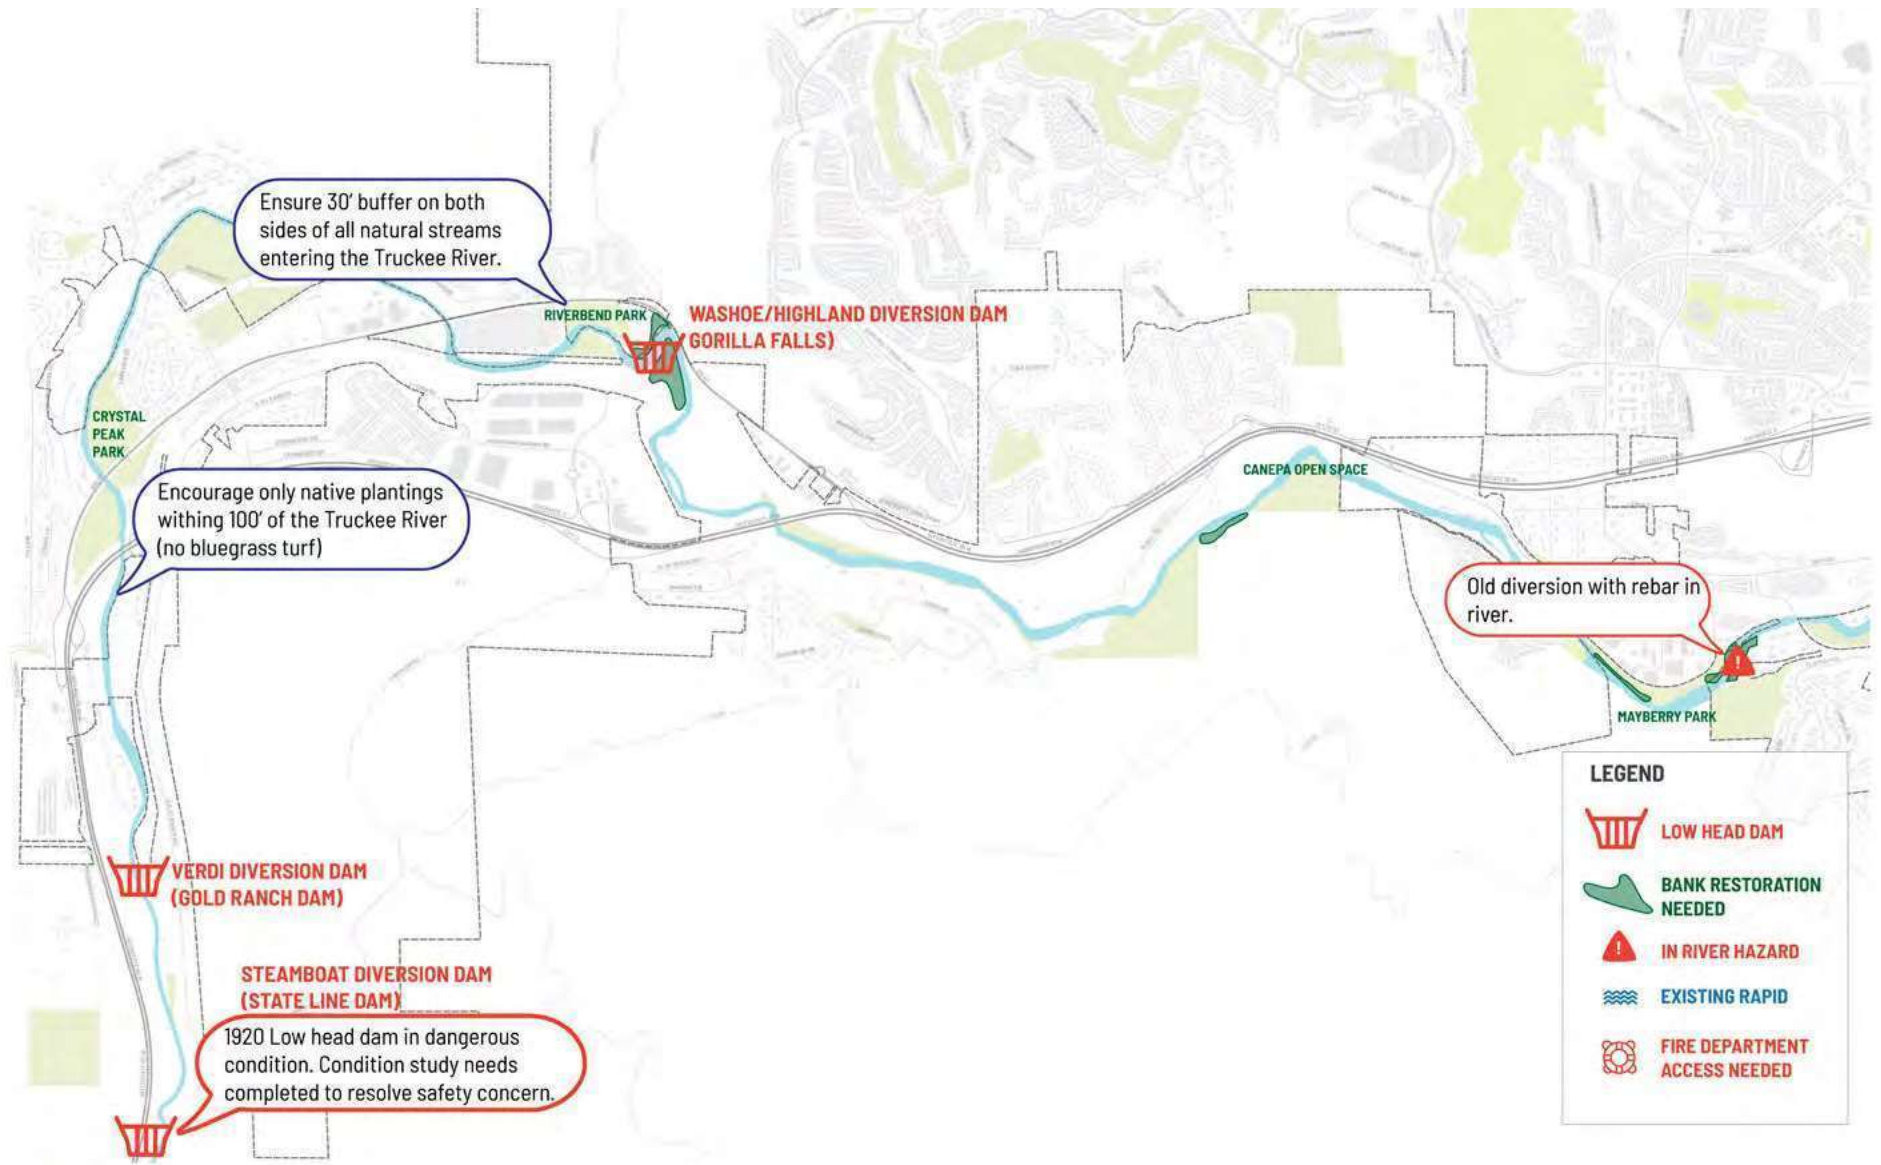 Ensure 30' buffer on both
sides of all natural streams
entering the Truckee River.
RIVERBEND PARK
WASHOE/HIGHLAND DIVERSION DAM
GORILLA FALLS)
CRYSTAL
PEAK
PARK
Encourage only native plantings
withing 100' of the Truckee River
(no bluegrass turf)
CANEPA OPEN SPACE
Old diversion with rebar in
river.
MAYBERRY PARK
VERDI DIVERSION DAM
(GOLD RANCH DAM)
STEAMBOAT DIVERSION DAM
(STATE LINE DAM)
1920 Low head dam in dangerous
condition. Condition study needs
completed to resolve safety concern.
LEGEND
LOW HEAD DAM
BANK RESTORATION
NEEDED
IN RIVER HAZARD
EXISTING RAPID
FIRE DEPARTMENT
ACCESS NEEDED